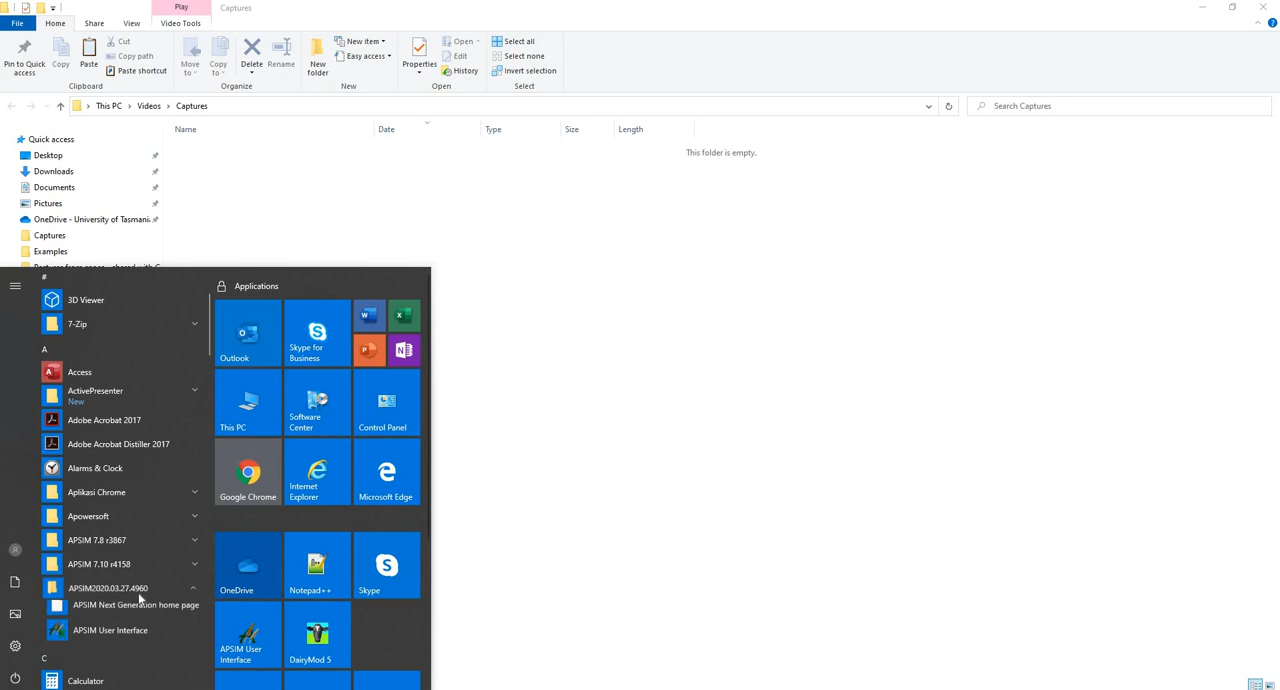 Play
Captures
File
Home
Share
View
Video Tools
Pin to Quick access
Copy
Paste
Cut
Copy path
Paste shortcut
Clipboard
Move to
Copy to
Delete
Rename
Organize
New folder
New item
Easy access
New
Properties
Open
Edit
History
Open
Select all
Select none
Invert selection
Select
This PC
Videos
Captures
Search Captures
Name
Date
Type
Size
Length
This folder is empty.
Quick access
Desktop
Downloads
Documents
Pictures
OneDrive - University of Tasmani
Captures
Examples
#
3D Viewer
7-Zip
A
Access
ActivePresenter
New
Adobe Acrobat 2017
Adobe Acrobat Distiller 2017
Alarms & Clock
Aplikasi Chrome
Apowersoft
APSIM 7.8 r3867
APSIM 7.10 r4158
APSIM2020.03.27.4960
APSIM Next Generation home page
APSIM User Interface
C
Calculator
Applications
Outlook
Skype for Business
This PC
Software Center
Control Panel
Google Chrome
Internet Explorer
Microsoft Edge
OneDrive
Notepad++
Skype
APSIM User Interface
DairyMod 5